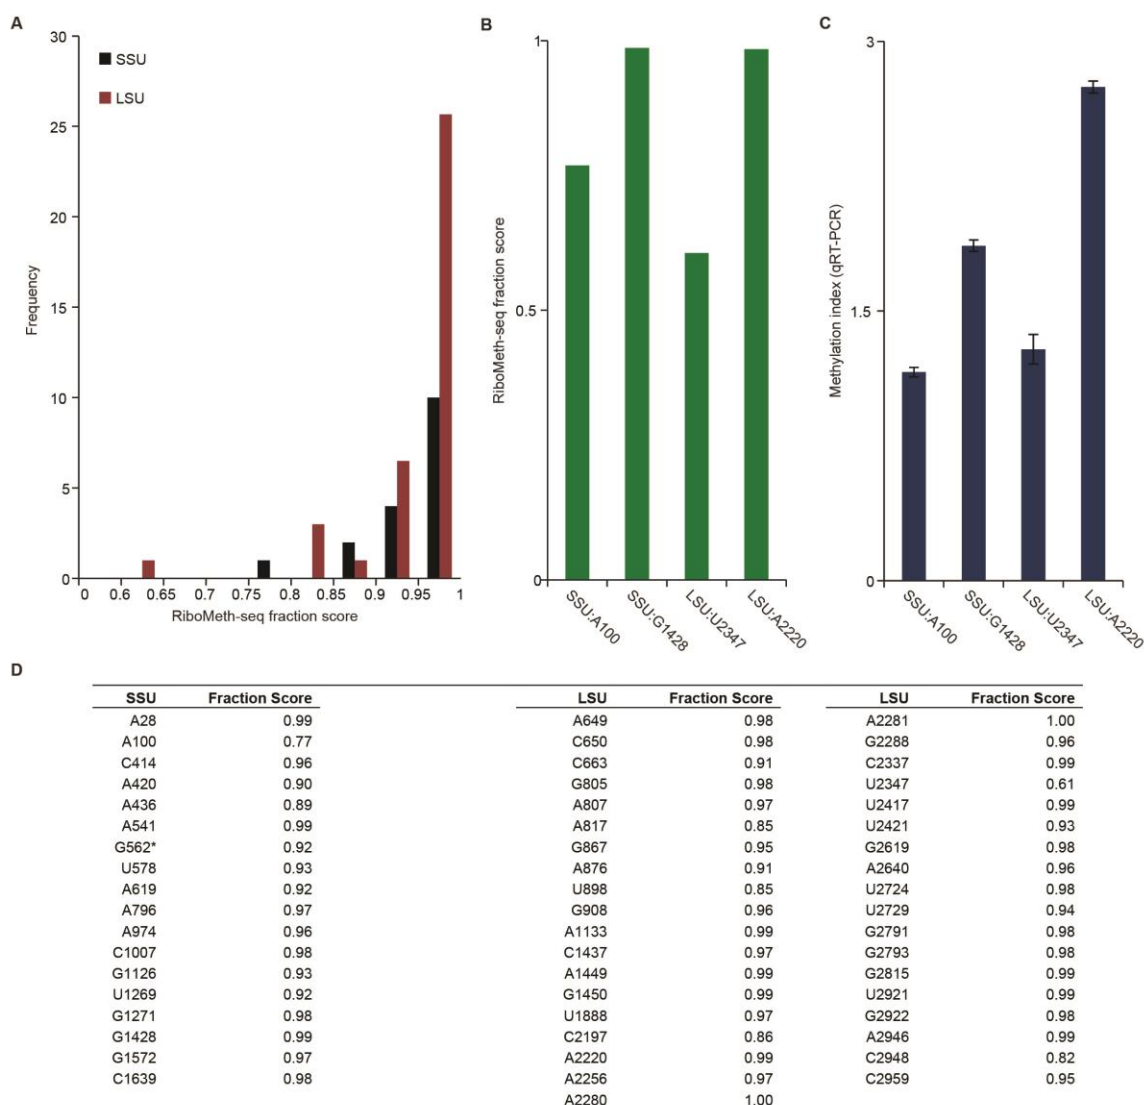 A
30
25
20
15
10
5
0
Frequency
SSU
LSU
0 0.6 0.65 0.7 0.75 0.8 0.85 0.9 0.95 1
RiboMeth-seq fraction score
B
1
0.5
0
RiboMeth-seq fraction score
SSU:A100
SSU:G1428
LSU:U2347
LSU:A2220
C
3
1.5
0
Methylation index (qRT-PCR)
SSU:A100
SSU:G1428
LSU:U2347
LSU:A2220
D
SSU Fraction Score LSU Fraction Score LSU Fraction Score
A28 0.99 A649 0.98 A2281 1.00
A100 0.77 C650 0.98 G2288 0.96
C414 0.96 C663 0.91 C2337 0.99
A420 0.90 G805 0.98 U2347 0.61
A436 0.89 A807 0.97 U2417 0.99
A541 0.99 A817 0.85 U2421 0.93
G562* 0.92 G867 0.95 G2619 0.98
U578 0.93 A876 0.91 A2640 0.96
A619 0.92 U898 0.85 U2724 0.98
A796 0.97 G908 0.96 U2729 0.94
A974 0.96 A1133 0.99 G2791 0.98
C1007 0.98 C1437 0.97 G2793 0.98
G1126 0.93 A1449 0.99 G2815 0.99
U1269 0.92 G1450 0.99 U2921 0.99
G1271 0.98 U1888 0.97 G2922 0.98
G1428 0.99 C2197 0.86 A2946 0.99
G1572 0.97 A2220 0.99 C2948 0.82
C1639 0.98 A2256 0.97 C2959 0.95
A2280 1.00